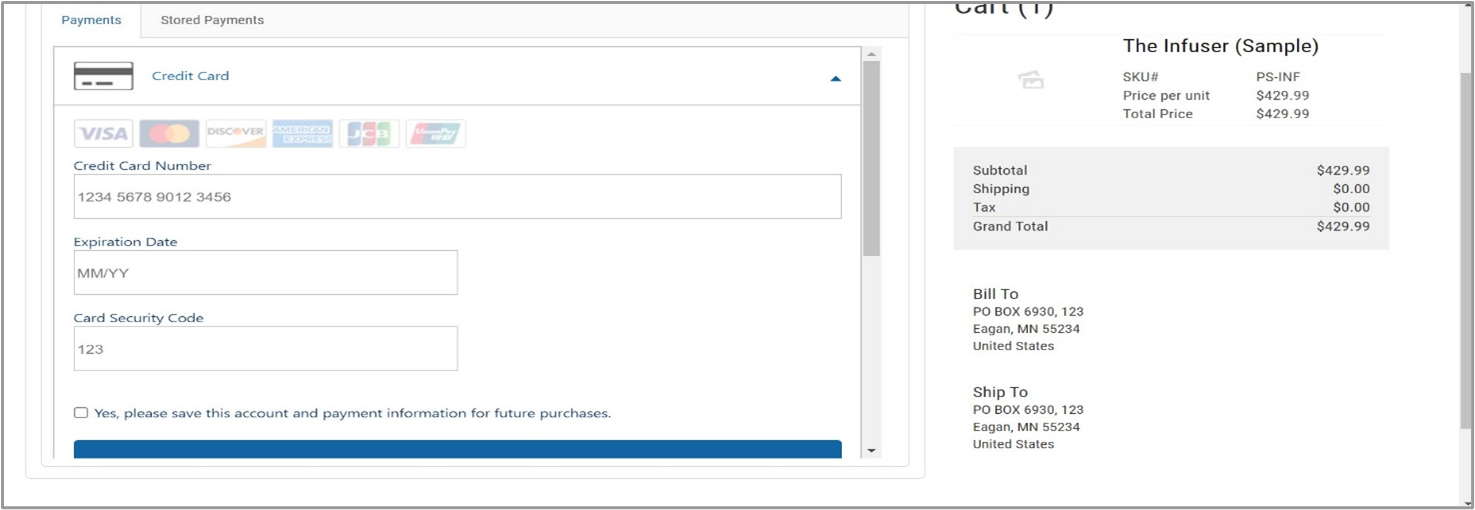 Payments
Stored Payments
Credit Card
VISA
DISCOVER
AMERICAN EXPRESS
JCB
UnionPay
Credit Card Number
1234 5678 9012 3456
Expiration Date
MM/YY
Card Security Code
123
Yes, please save this account and payment information for future purchases.
Cart (1)
The Infuser (Sample)
SKU# PS-INF
Price per unit $429.99
Total Price $429.99
Subtotal $429.99
Shipping $0.00
Tax $0.00
Grand Total $429.99
Bill To
PO BOX 6930, 123
Eagan, MN 55234
United States
Ship To
PO BOX 6930, 123
Eagan, MN 55234
United States